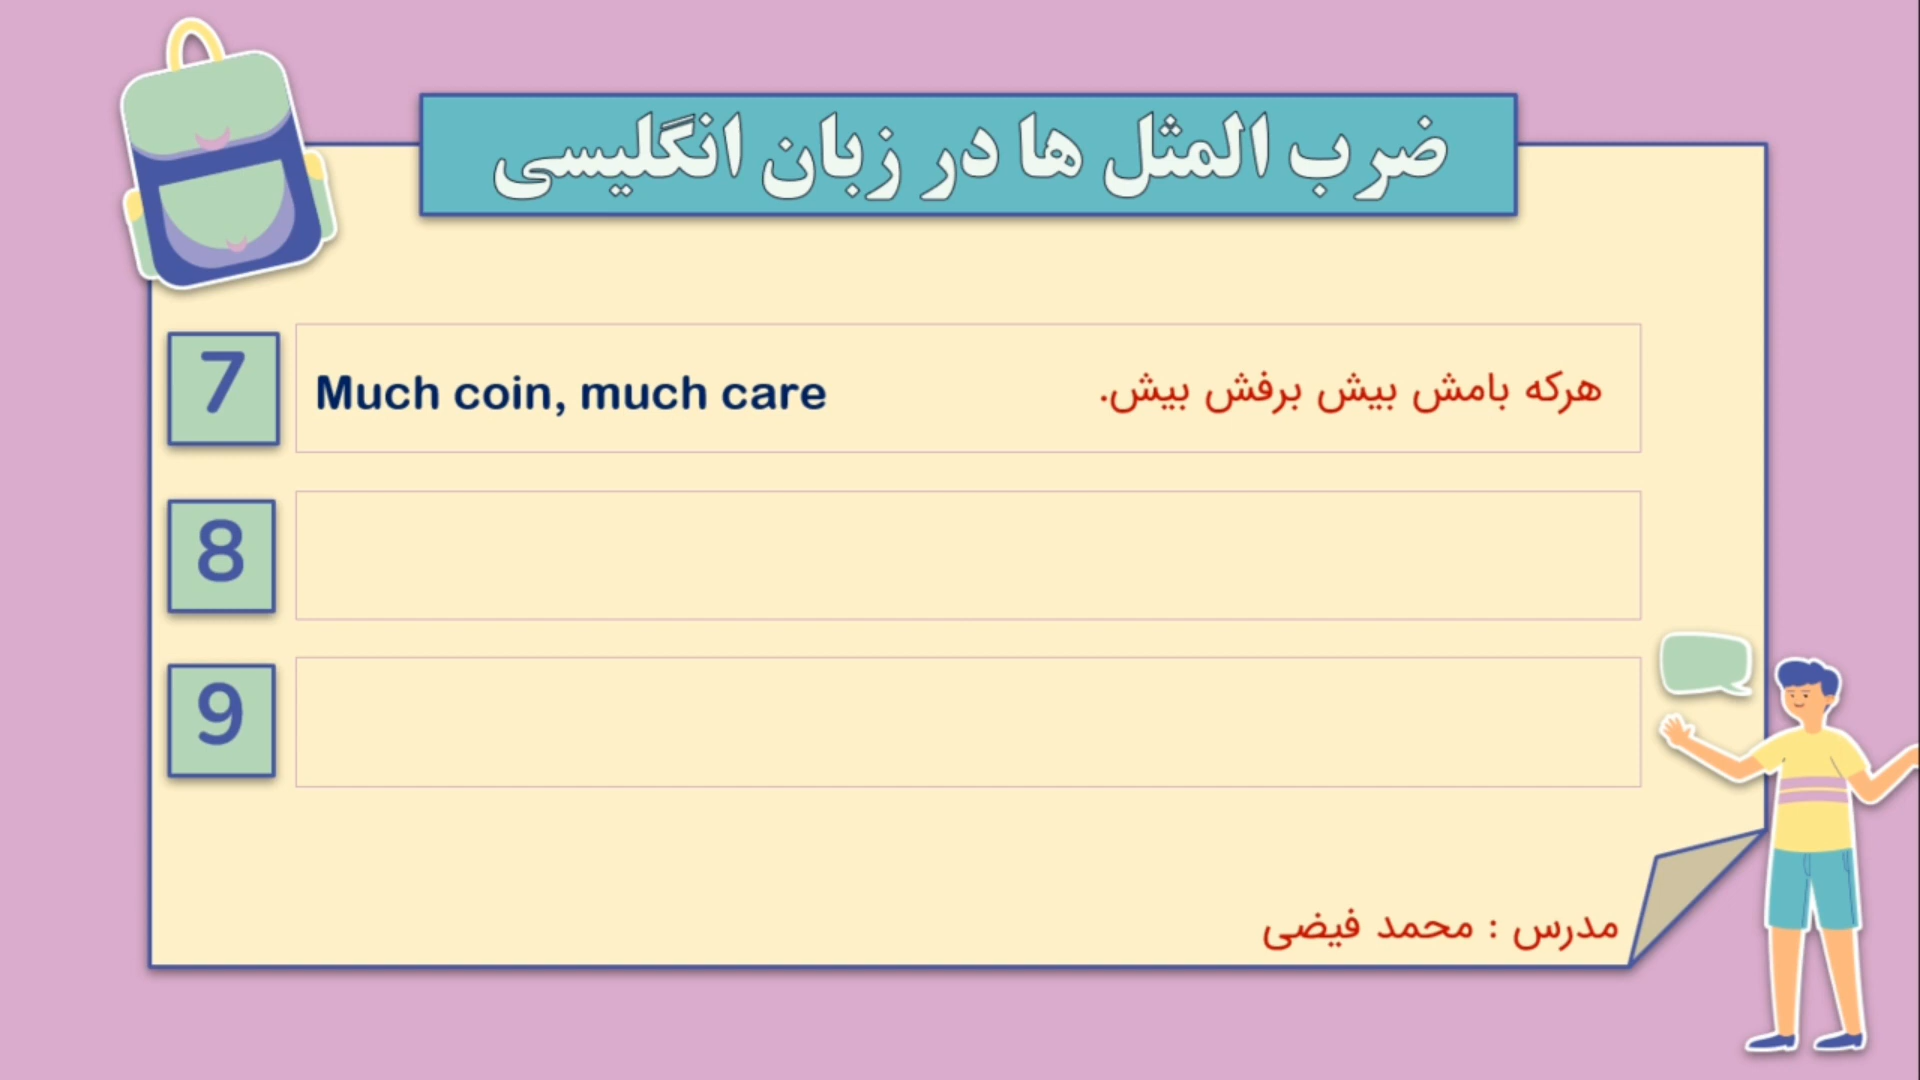 ضرب المثل ها در زبان انگلیسی
7
Much coin, much care
هرکه بامش بیش برفش بیش.
8
9
مدرس : محمد فیضی